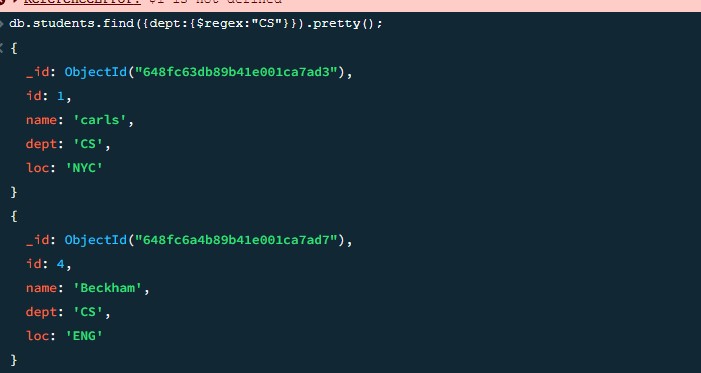 ReferenceError: $1 is not defined
db.students.find({dept:{$regex:"CS"}}).pretty();
{
_id: ObjectId("648fc63db89b41e001ca7ad3"),
id: 1,
name: 'carls',
dept: 'CS',
loc: 'NYC'
}
{
_id: ObjectId("648fc6a4b89b41e001ca7ad7"),
id: 4,
name: 'Beckham',
dept: 'CS',
loc: 'ENG'
}